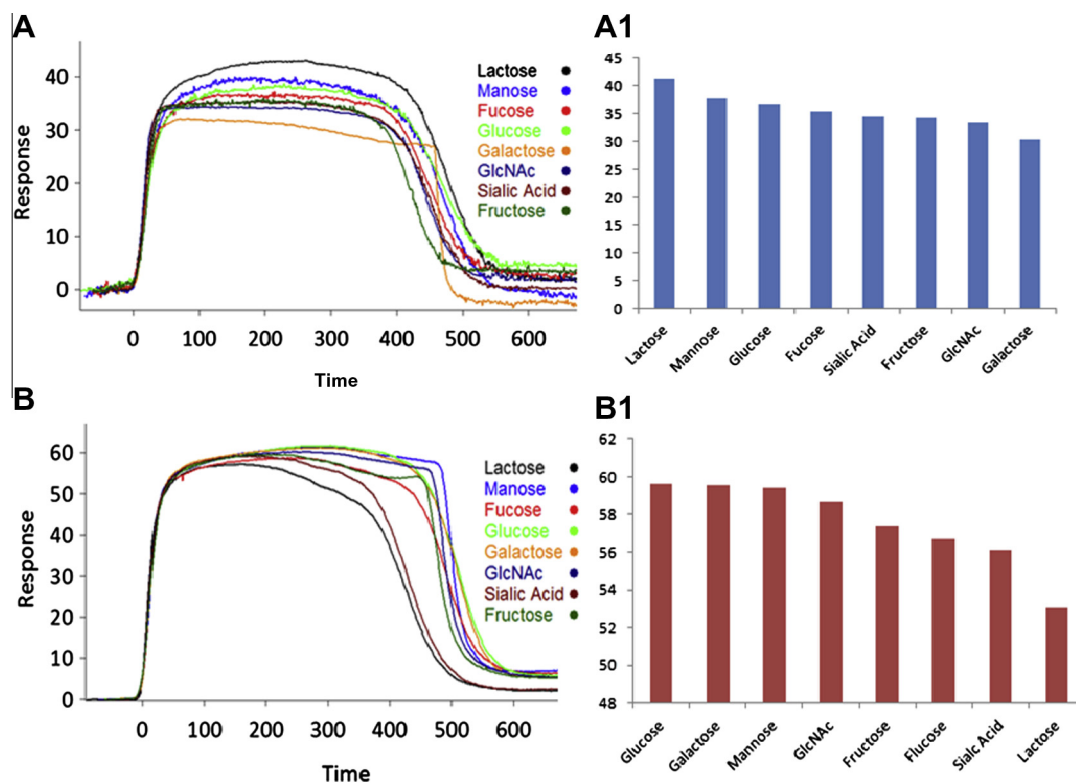 A
A1
40
30
20
10
0
Response
0 100 200 300 400 500 600
Time
Lactose
Manose
Fucose
Glucose
Galactose
GlcNAc
Sialic Acid
Fructose
45
40
35
30
25
20
15
10
5
0
Lactose
Mannose
Glucose
Fucose
Sialic Acid
Fructose
GlcNAc
Galactose
B
B1
60
50
40
30
20
10
0
Response
0 100 200 300 400 500 600
Time
Lactose
Manose
Fucose
Glucose
Galactose
GlcNAc
Sialic Acid
Fructose
62
60
58
56
54
52
50
48
Glucose
Galactose
Mannose
GlcNAc
Fructose
Flucose
Sialc Acid
Lactose